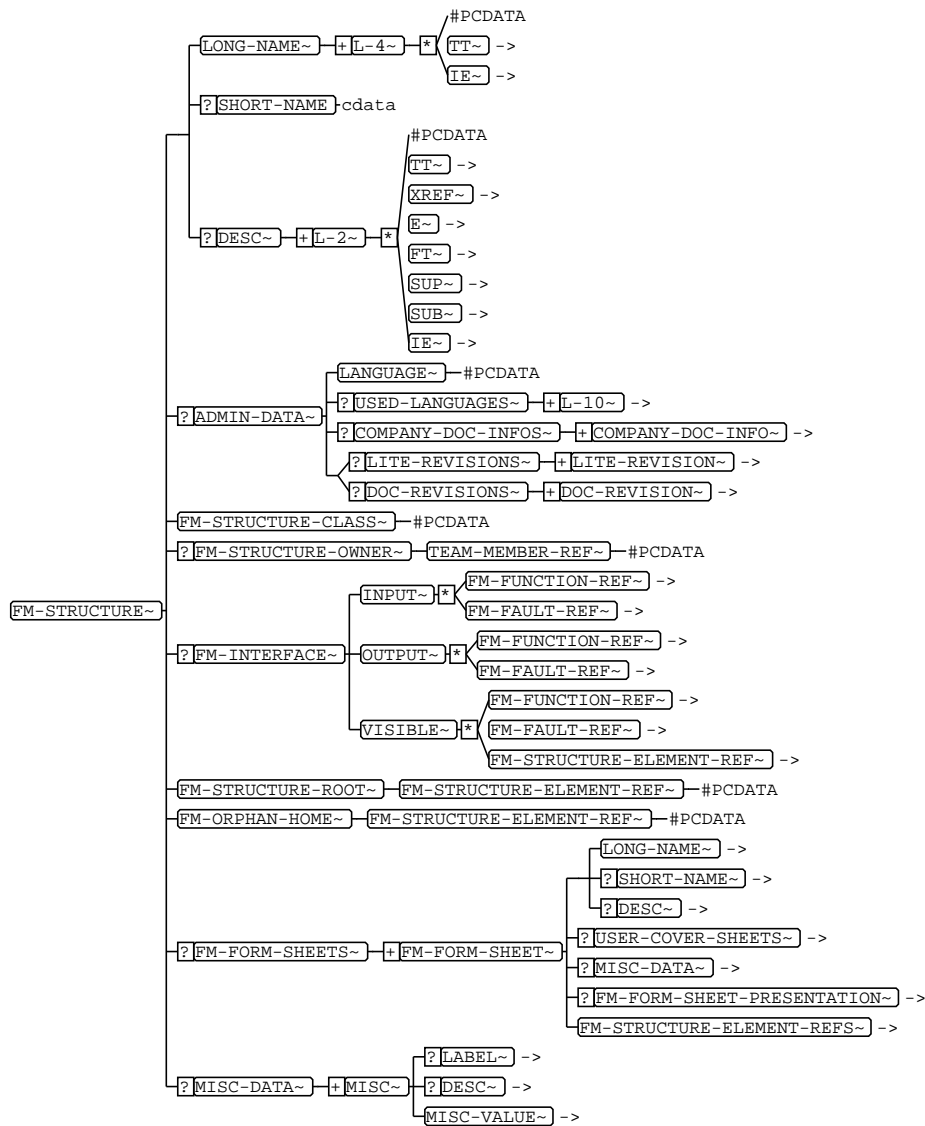 #PCDATA
LONG-NAME~ + L-4~ * TT~ ->
IE~ ->
? SHORT-NAME cdata
#PCDATA
TT~ ->
XREF~ ->
E~ ->
? DESC~ + L-2~ *
FT~ ->
SUP~ ->
SUB~ ->
IE~ ->
LANGUAGE~ #PCDATA
? USED-LANGUAGES~ + L-10~ ->
? ADMIN-DATA~
? COMPANY-DOC-INFOS~ + COMPANY-DOC-INFO~ ->
? LITE-REVISIONS~ + LITE-REVISION~ ->
? DOC-REVISIONS~ + DOC-REVISION~ ->
FM-STRUCTURE-CLASS~ #PCDATA
? FM-STRUCTURE-OWNER~ TEAM-MEMBER-REF~ #PCDATA
FM-FUNCTION-REF~ ->
INPUT~ *
FM-STRUCTURE~ FM-FAULT-REF~ ->
FM-FUNCTION-REF~ ->
? FM-INTERFACE~ OUTPUT~ *
FM-FAULT-REF~ ->
FM-FUNCTION-REF~ ->
VISIBLE~ * FM-FAULT-REF~ ->
FM-STRUCTURE-ELEMENT-REF~ ->
FM-STRUCTURE-ROOT~ FM-STRUCTURE-ELEMENT-REF~ #PCDATA
FM-ORPHAN-HOME~ FM-STRUCTURE-ELEMENT-REF~ #PCDATA
LONG-NAME~ ->
? SHORT-NAME~ ->
? DESC~ ->
? USER-COVER-SHEETS~ ->
? FM-FORM-SHEETS~ + FM-FORM-SHEET~
? MISC-DATA~ ->
? FM-FORM-SHEET-PRESENTATION~ ->
FM-STRUCTURE-ELEMENT-REFS~ ->
? LABEL~ ->
? MISC-DATA~ + MISC~ ? DESC~ ->
MISC-VALUE~ ->